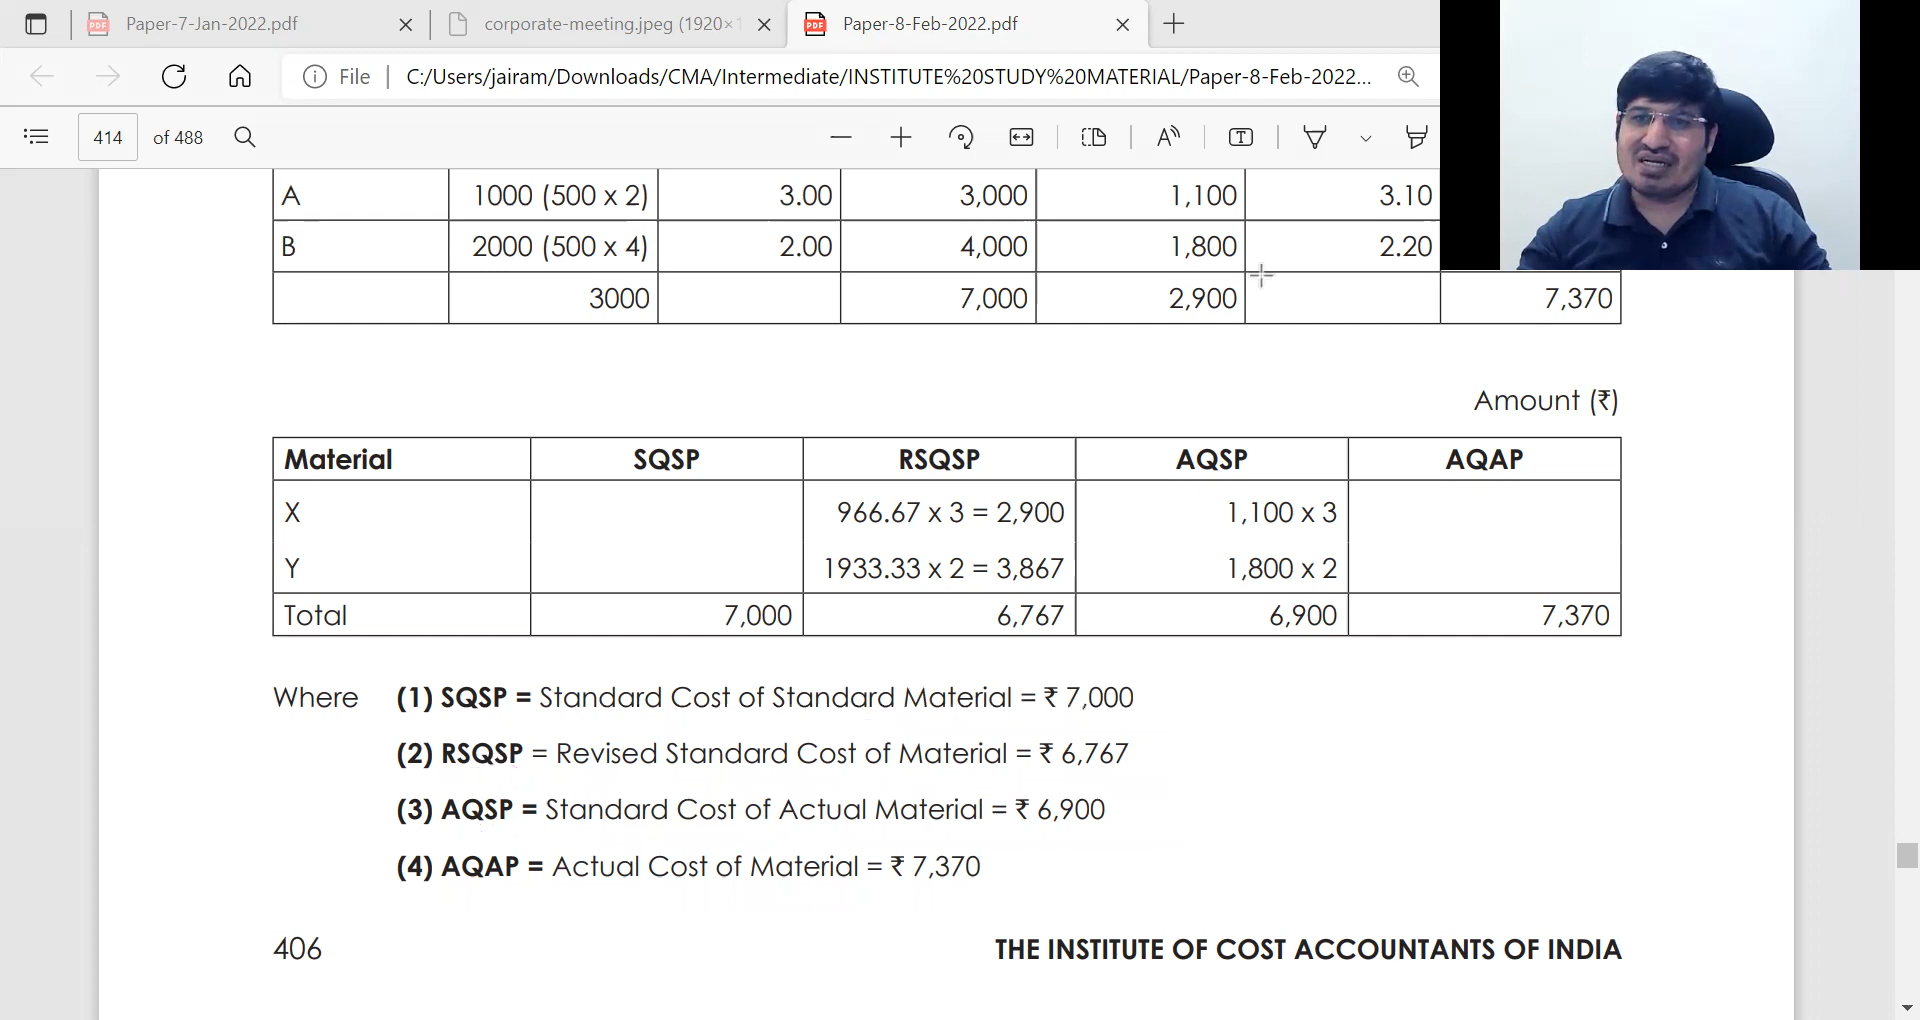 Paper-7-Jan-2022.pdf
corporate-meeting.jpeg (1920×1
Paper-8-Feb-2022.pdf
File
C:/Users/jairam/Downloads/CMA/Intermediate/INSTITUTE%20STUDY%20MATERIAL/Paper-8-Feb-2022...
414 of 488
A 1000 (500 x 2) 3.00 3,000 1,100 3.10
B 2000 (500 x 4) 2.00 4,000 1,800 2.20
3000 7,000 2,900 7,370
Amount (₹)
Material SQSP RSQSP AQSP AQAP
X 966.67 x 3 = 2,900 1,100 x 3
Y 1933.33 x 2 = 3,867 1,800 x 2
Total 7,000 6,767 6,900 7,370
Where (1) SQSP = Standard Cost of Standard Material = ₹ 7,000
(2) RSQSP = Revised Standard Cost of Material = ₹ 6,767
(3) AQSP = Standard Cost of Actual Material = ₹ 6,900
(4) AQAP = Actual Cost of Material = ₹ 7,370
406 THE INSTITUTE OF COST ACCOUNTANTS OF INDIA